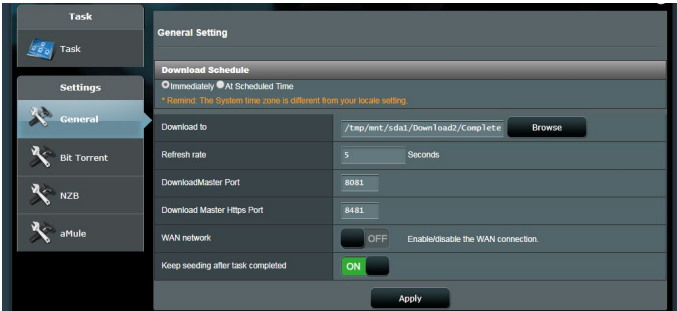 Task
Task
Settings
General
Bit Torrent
NZB
aMule
General Setting
Download Schedule
Immediately At Scheduled Time
* Remind: The System time zone is different from your locale setting.
Download to /tmp/mnt/sda1/Download2/Complete Browse
Refresh rate 5 Seconds
DownloadMaster Port 8081
Download Master Https Port 8481
WAN network OFF Enable/disable the WAN connection.
Keep seeding after task completed ON
Apply